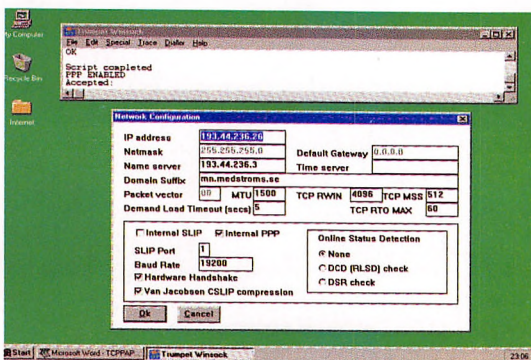 My Computer
Recycle Bin
Internet
Trumpet Winsock
File Edit Special Trace Dialler Help
OK
Script completed
PPP ENABLED
Accepted:
Network Configuration
IP address 193.44.236.26
Netmask 255.255.255.0 Default Gateway 0.0.0.0
Name server 193.44.236.3 Time server
Domain Suffix mn.medstroms.se
Packet vector 00 MTU 1500 TCP RWIN 4096 TCP MSS 512
Demand Load Timeout (secs) 5 TCP RTO MAX 60
Internal SLIP Internal PPP Online Status Detection
SLIP Port 1 None
Baud Rate 19200 DCD (RLSD) check
Hardware Handshake DSR check
Van Jacobsen CSLIP compression
Ok Cancel
Start Microsoft Word - TCPPAP... Trumpet Winsock 23:00